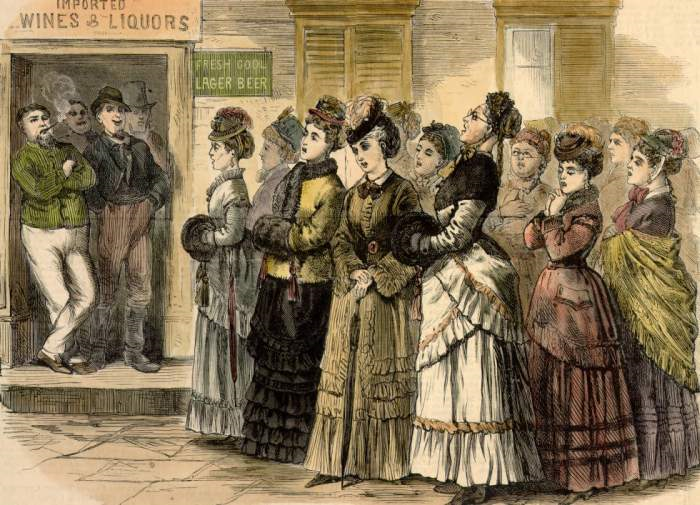 IMPORTED
WINES & LIQUORS
FRESH COOL
LAGER BEER